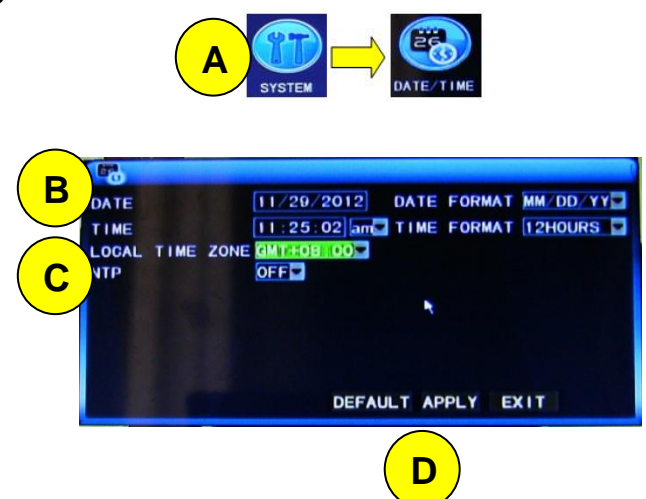 A
26
SYSTEM
DATE/TIME
B
DATE 11/29/2012 DATE FORMAT MM/DD/YY
TIME 11:25:02 am TIME FORMAT 12HOURS
LOCAL TIME ZONE GMT+08:00
C
NTP OFF
DEFAULT APPLY EXIT
D